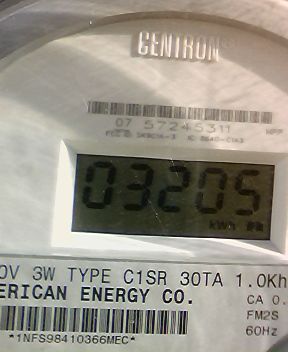 CENTRON
07 57245311
03205
KWH
0V 3W TYPE C1SR 30TA 1.0Kh
ERICAN ENERGY CO.
CA 0.
FM2S
60Hz
*1NFS98410366MEC*